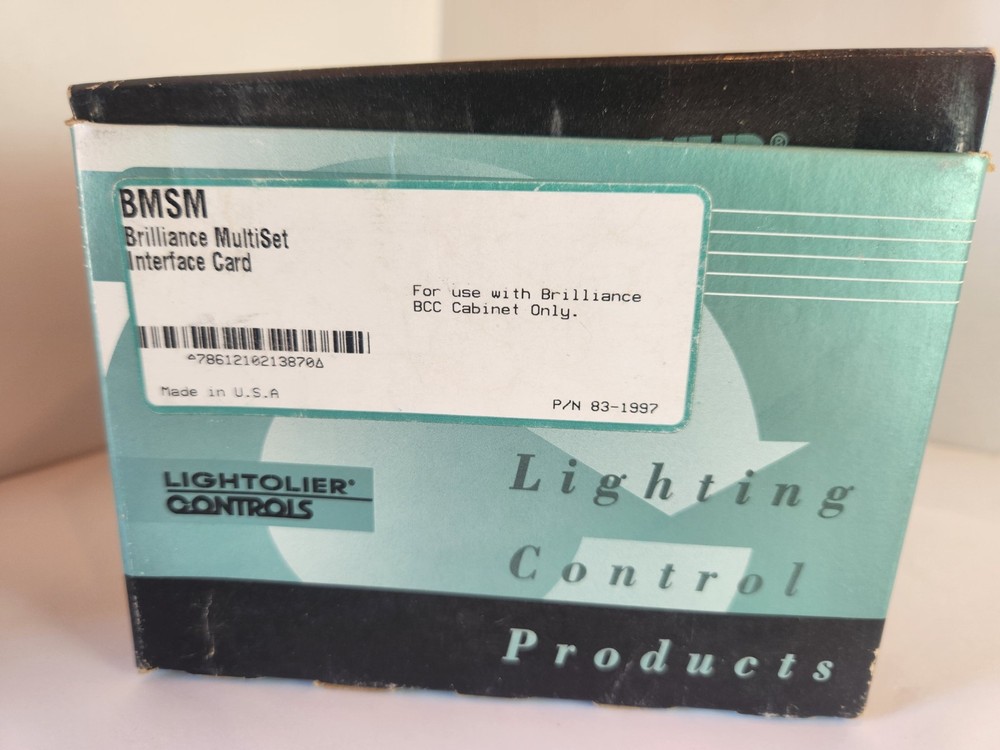 BMSM
Brilliance MultiSet
Interface Card
For use with Brilliance
BCC Cabinet Only.
*7861210213870*
Made in U.S.A
P/N 83-1997
LIGHTOLIER®
CONTROLS
Lighting
Control
Products